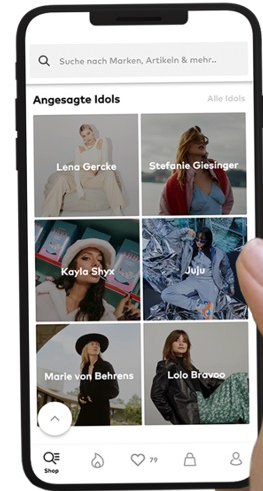 Suche nach Marken, Artikeln & mehr..
Angesagte Idols
Alle Idols
Lena Gercke
Stefanie Giesinger
Kayla Shyx
JuJu
Marie von Behrens
Lolo Bravoo
79
Shop